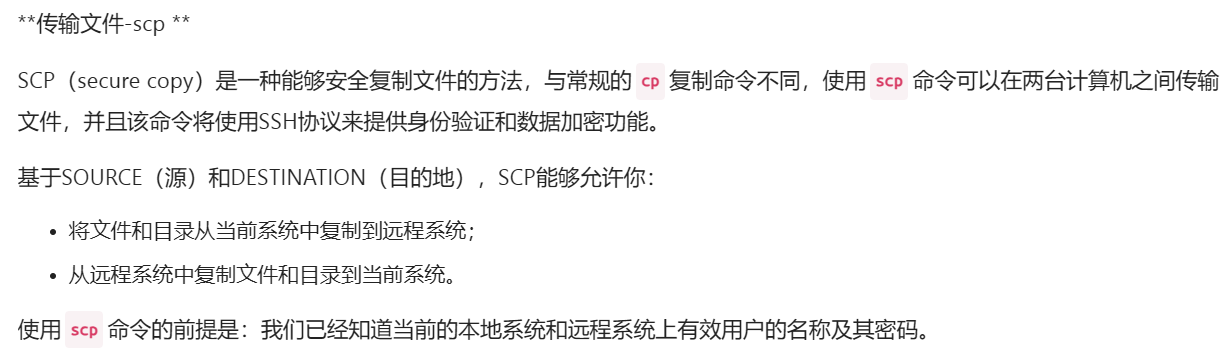 **传输文件-scp **
SCP（secure copy）是一种能够安全复制文件的方法，与常规的 cp 复制命令不同，使用 scp 命令可以在两台计算机之间传输
文件，并且该命令将使用SSH协议来提供身份验证和数据加密功能。
基于SOURCE（源）和DESTINATION（目的地），SCP能够允许你：
• 将文件和目录从当前系统中复制到远程系统；
• 从远程系统中复制文件和目录到当前系统。
使用 scp 命令的前提是：我们已经知道当前的本地系统和远程系统上有效用户的名称及其密码。